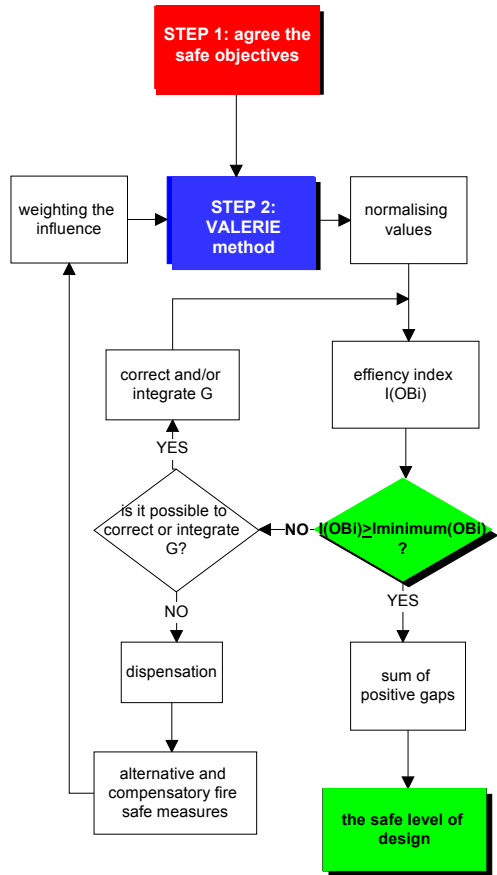 STEP 1: agree the
safe objectives
weighting the
influence
STEP 2:
VALERIE
method
normalising
values
correct and/or
integrate G
effiency index
I(OBi)
YES
is it possible to
correct or integrate
G?
NO
I(OBi)≥Iminimum(OBi)
?
NO
YES
dispensation
sum of
positive gaps
alternative and
compensatory fire
safe measures
the safe level of
design